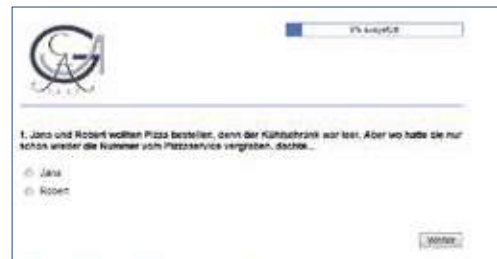 ausgefüllt
1. Jana und Robert wollten Pizza bestellen, denn der Kühlschrank war leer. Aber wo hatte sie nur
schon wieder die Nummer vom Pizzaservice vergraben, dachte...
Jana
Robert
Weiter